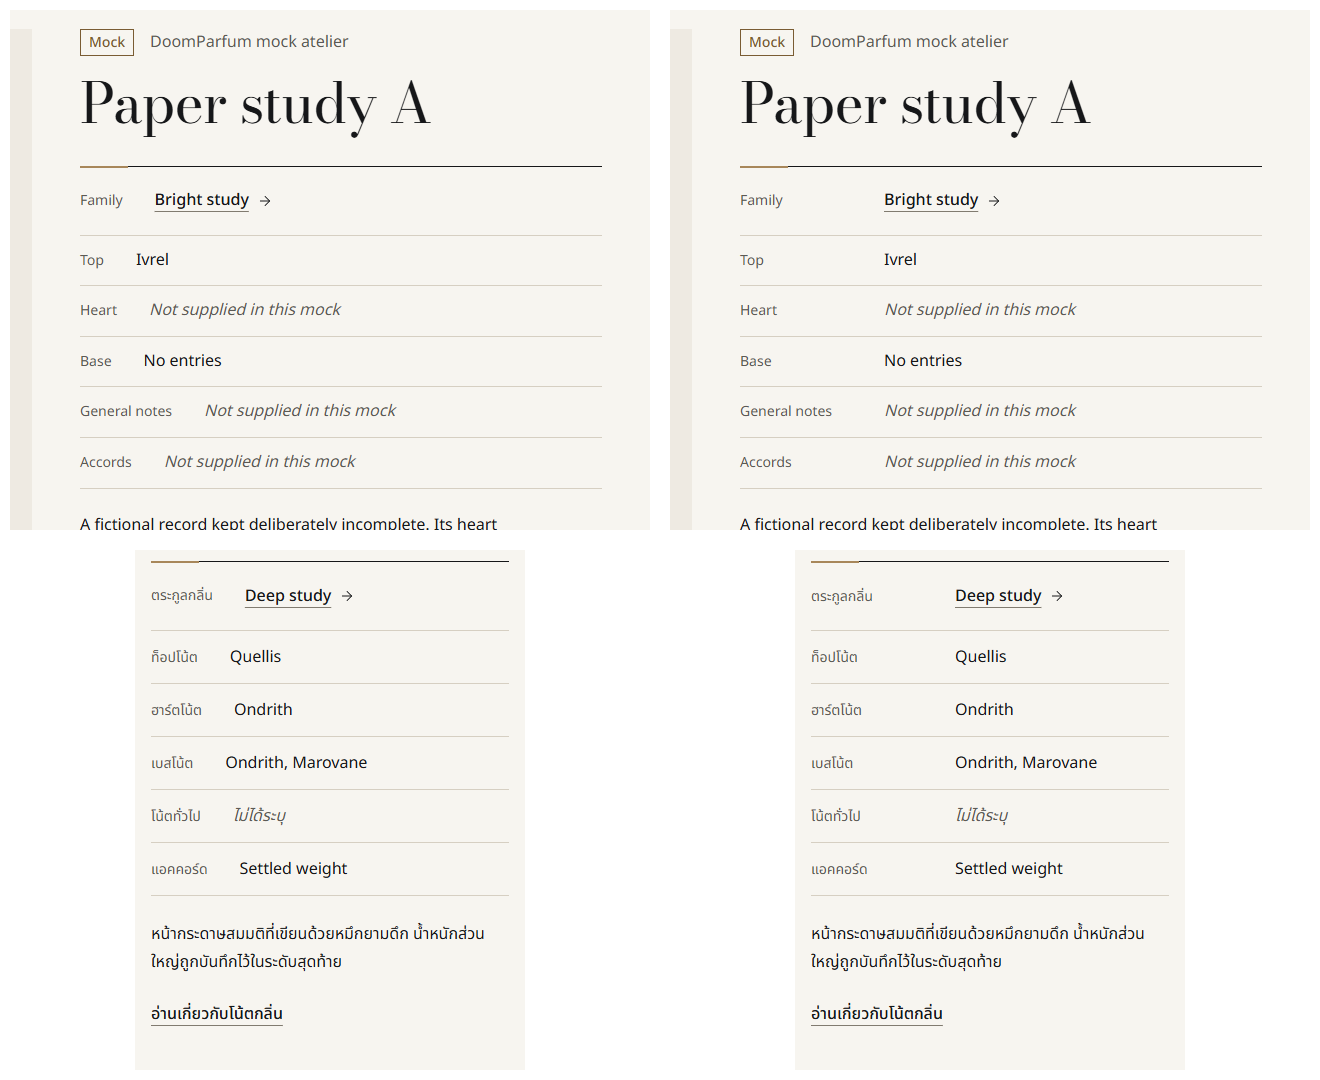 Mock DoomParfum mock atelier
Paper study A
Family Bright study →
Top Ivrel
Heart Not supplied in this mock
Base No entries
General notes Not supplied in this mock
Accords Not supplied in this mock
A fictional record kept deliberately incomplete. Its heart
Mock DoomParfum mock atelier
Paper study A
Family Bright study →
Top Ivrel
Heart Not supplied in this mock
Base No entries
General notes Not supplied in this mock
Accords Not supplied in this mock
A fictional record kept deliberately incomplete. Its heart
ตระกูลกลิ่น Deep study →
ท็อปโน้ต Quellis
ฮาร์ตโน้ต Ondrith
เบสโน้ต Ondrith, Marovane
โน้ตทั่วไป ไม่ได้ระบุ
แอคคอร์ด Settled weight
หน้ากระดาษสมมติที่เขียนด้วยหมึกยามดึก น้ำหนักส่วน
ใหญ่ถูกบันทึกไว้ในระดับสุดท้าย
อ่านเกี่ยวกับโน้ตกลิ่น
ตระกูลกลิ่น Deep study →
ท็อปโน้ต Quellis
ฮาร์ตโน้ต Ondrith
เบสโน้ต Ondrith, Marovane
โน้ตทั่วไป ไม่ได้ระบุ
แอคคอร์ด Settled weight
หน้ากระดาษสมมติที่เขียนด้วยหมึกยามดึก น้ำหนักส่วน
ใหญ่ถูกบันทึกไว้ในระดับสุดท้าย
อ่านเกี่ยวกับโน้ตกลิ่น